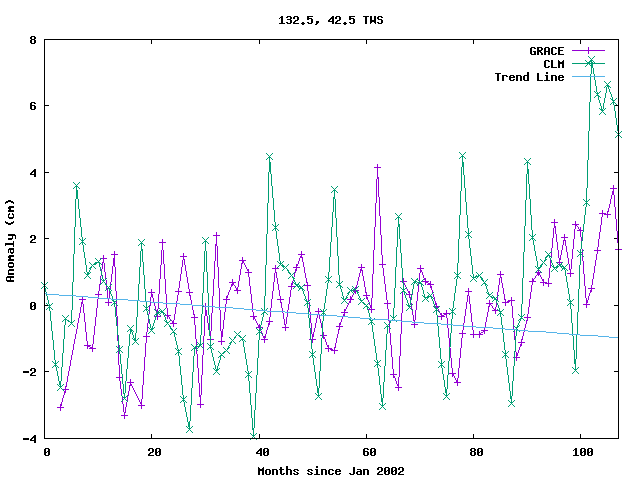 132.5, 42.5 TWS
GRACE
CLM
Trend Line
8
6
4
2
0
-2
-4
Anomaly (cm)
0 20 40 60 80 100
Months since Jan 2002